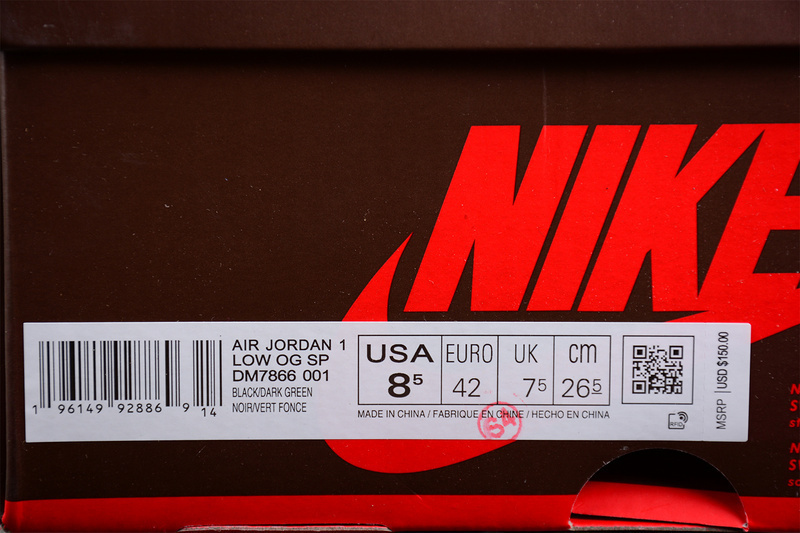 NIKE
AIR JORDAN 1
LOW OG SP
DM7866 001
BLACK/DARK GREEN
NOIR/VERT FONCE
1 96149 92886 9 14
USA EURO UK cm
8⁵ 42 7⁵ 26⁵
MADE IN CHINA / FABRIQUE EN CHINE / HECHO EN CHINA
MSRP | USD $150.00
RFID